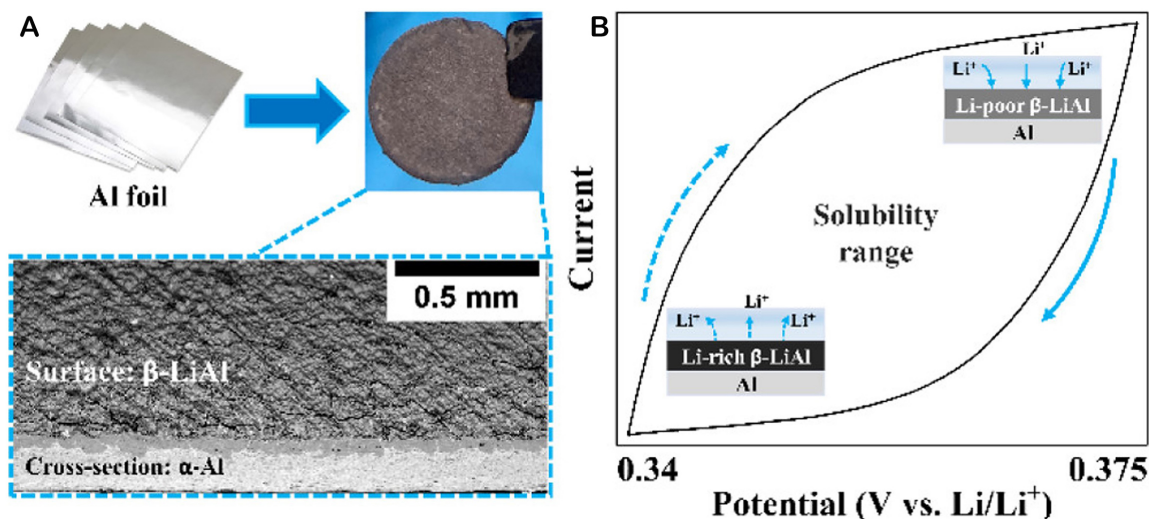 A
Al foil
0.5 mm
Surface: β-LiAl
Cross-section: α-Al
B
Current
Li⁺
Li⁺ Li⁺
Li-poor β-LiAl
Al
Solubility
range
Li⁺
Li⁺ Li⁺
Li-rich β-LiAl
Al
0.34 0.375
Potential (V vs. Li/Li⁺)